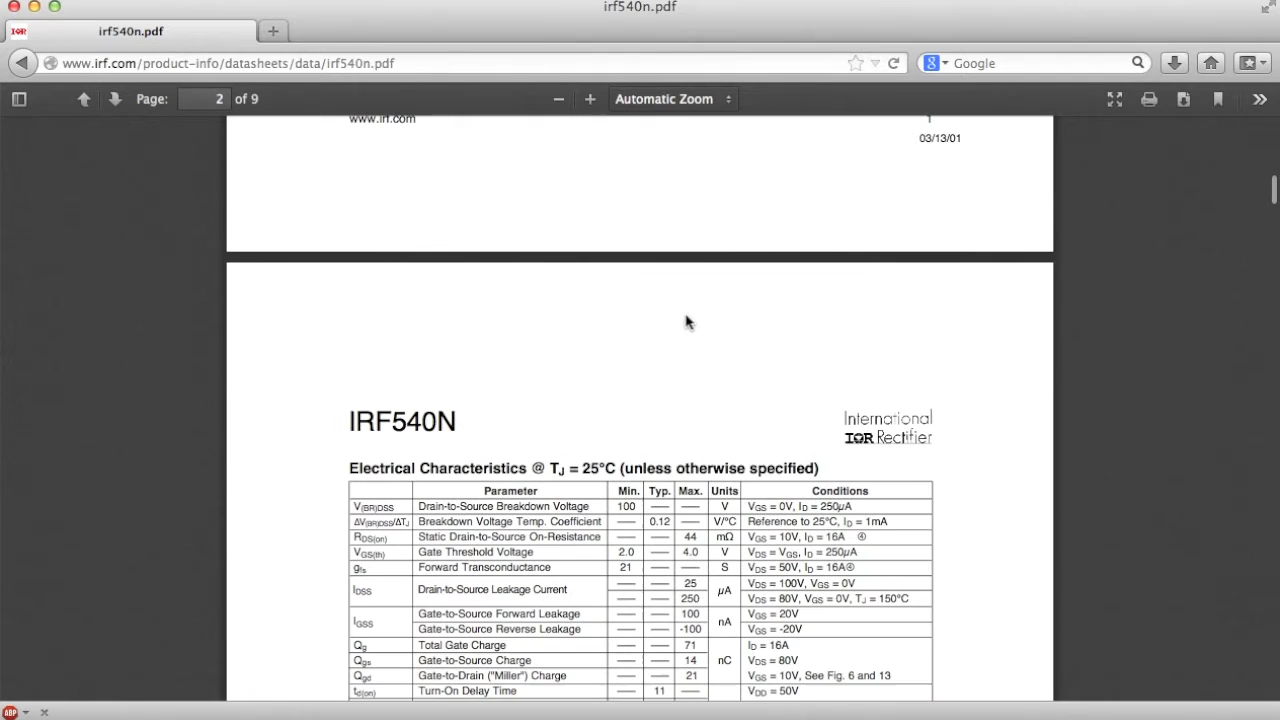 irf540n.pdf
IOR irf540n.pdf +
www.irf.com/product-info/datasheets/data/irf540n.pdf
Google
Page: 2 of 9
Automatic Zoom
www.irf.com 1
03/13/01
IRF540N
International
IOR Rectifier
Electrical Characteristics @ TJ = 25°C (unless otherwise specified)
Parameter Min. Typ. Max. Units Conditions
V(BR)DSS Drain-to-Source Breakdown Voltage 100 —— —— V VGS = 0V, ID = 250µA
ΔV(BR)DSS/ΔTJ Breakdown Voltage Temp. Coefficient —— 0.12 —— V/°C Reference to 25°C, ID = 1mA
RDS(on) Static Drain-to-Source On-Resistance —— —— 44 mΩ VGS = 10V, ID = 16A ④
VGS(th) Gate Threshold Voltage 2.0 —— 4.0 V VDS = VGS, ID = 250µA
gfs Forward Transconductance 21 —— —— S VDS = 50V, ID = 16A④
IDSS Drain-to-Source Leakage Current —— —— 25 µA VDS = 100V, VGS = 0V
—— —— 250 VDS = 80V, VGS = 0V, TJ = 150°C
IGSS Gate-to-Source Forward Leakage —— —— 100 nA VGS = 20V
Gate-to-Source Reverse Leakage —— —— -100 VGS = -20V
Qg Total Gate Charge —— —— 71 ID = 16A
Qgs Gate-to-Source Charge —— —— 14 nC VDS = 80V
Qgd Gate-to-Drain ("Miller") Charge —— —— 21 VGS = 10V, See Fig. 6 and 13
td(on) Turn-On Delay Time —— 11 —— VDD = 50V
ABP